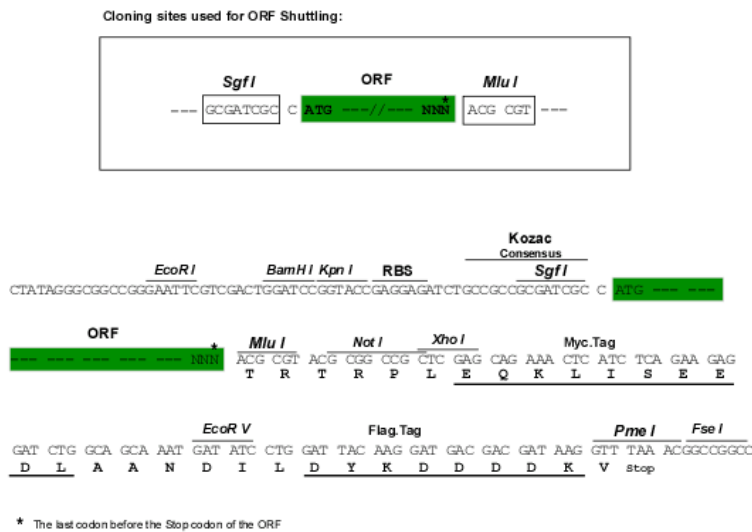 Cloning sites used for ORF Shuttling:
Sgf I ORF Mlu I
--- GCGATCGC C ATG ---//--- NNN* ACG CGT ---
Kozac
Consensus
EcoR I BamH I Kpn I RBS Sgf I
CTATAGGGCGGCCGGGAATTCGTCGACTGGATCCGGTACCGAGGAGATCTGCCGCCGCGATCGC C ATG --- ---
ORF
Mlu I Not I Xho I Myc.Tag
--- --- --- --- --- NNN* ACG CGT ACG CGG CCG CTC GAG CAG AAA CTC ATC TCA GAA GAG
T R T R P L E Q K L I S E E
EcoR V Flag.Tag Pme I Fse I
GAT CTG GCA GCA AAT GAT ATC CTG GAT TAC AAG GAT GAC GAC GAT AAG GTT TAA ACGGCCGGCC
D L A A N D I L D Y K D D D D K V Stop
* The last codon before the Stop codon of the ORF